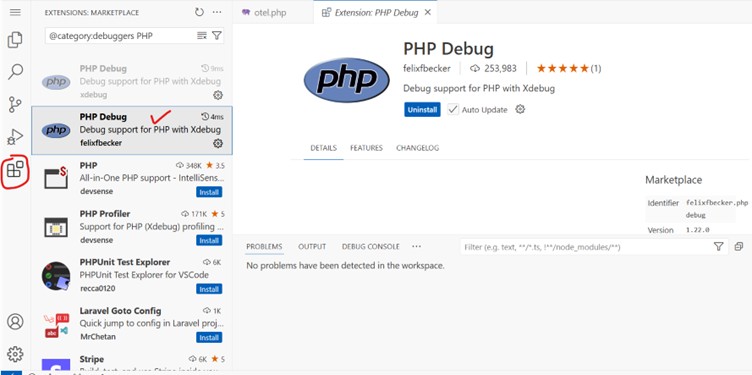 EXTENSIONS: MARKETPLACE
@category:debuggers PHP
PHP Debug
9ms
Debug support for PHP with Xdebug
xdebug
PHP Debug
4ms
Debug support for PHP with Xdebug
felixfbecker
PHP
348K
3.5
All-in-One PHP support - IntelliSens...
devsense
Install
PHP Profiler
171K
5
Support for PHP (Xdebug) profiling ...
devsense
Install
PHPUnit Test Explorer
6K
PHPUnit Test Explorer for VSCode
recca0120
Install
Laravel Goto Config
1K
Quick jump to config in Laravel proj...
MrChetan
Install
Stripe
6K
5
otel.php
Extension: PHP Debug
php
PHP Debug
felixfbecker
253,983
(1)
Debug support for PHP with Xdebug
Uninstall
Auto Update
DETAILS
FEATURES
CHANGELOG
Marketplace
Identifier
felixfbecker.php
debug
Version
1.22.0
PROBLEMS
OUTPUT
DEBUG CONSOLE
Filter (e.g. text, **/*.ts, !**/node_modules/**)
No problems have been detected in the workspace.